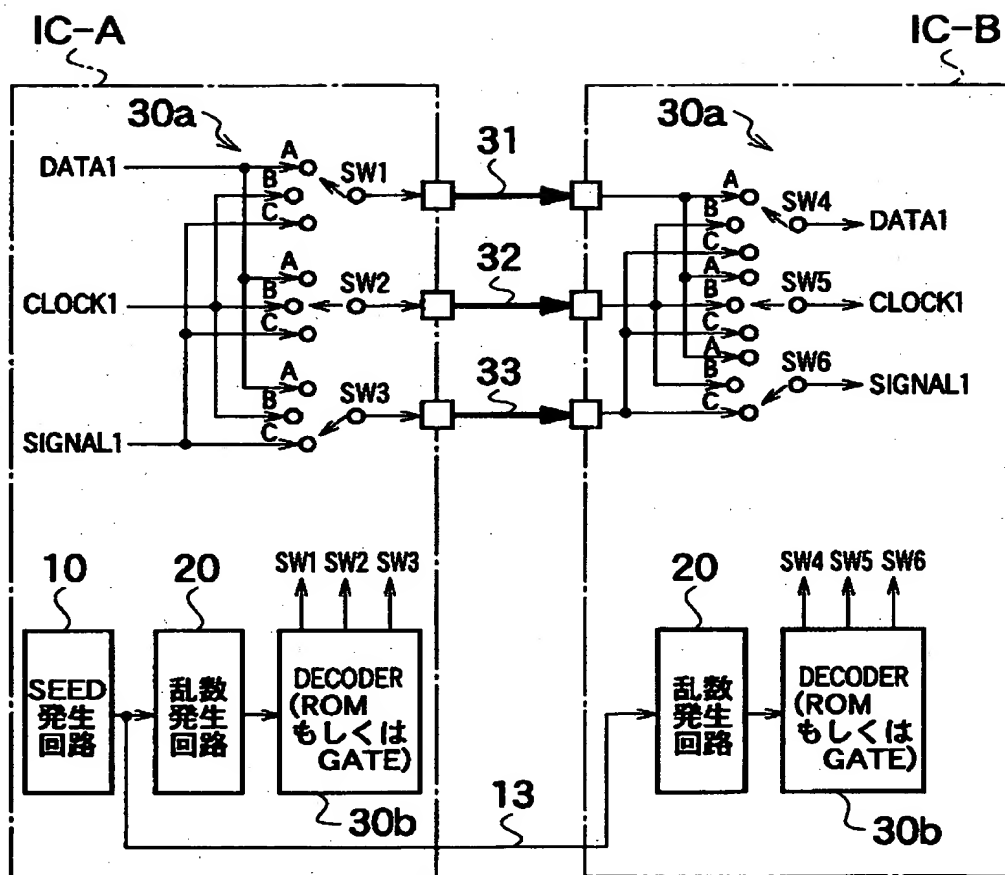 IC-A
IC-B
30a
30a
31
DATA1
A
SW1
B
C
A
SW4
DATA1
B
C
32
A
CLOCK1
B
SW2
C
A
B
SW5
CLOCK1
C
33
A
B
SW3
SIGNAL1
C
A
SW6
B
SIGNAL1
C
10
20
SW1 SW2 SW3
20
SW4 SW5 SW6
SEED
発生
回路
乱数
発生
回路
DECODER
(ROM
もしくは
GATE)
乱数
発生
回路
DECODER
(ROM
もしくは
GATE)
30b
13
30b